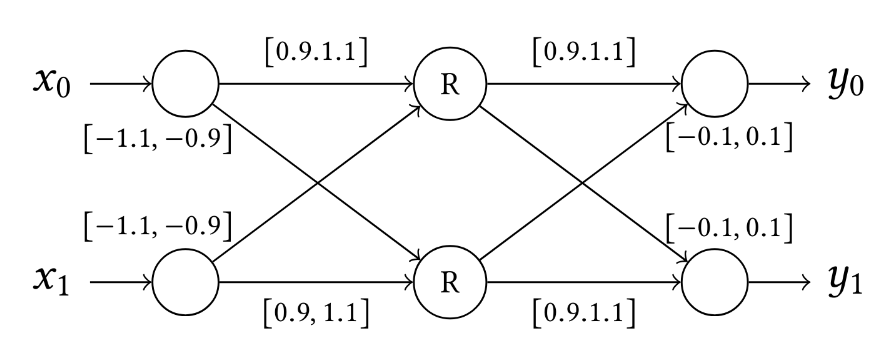 [0.9.1.1] [0.9.1.1]
x₀ R y₀
[−1.1, −0.9] [−0.1, 0.1]
[−1.1, −0.9] [−0.1, 0.1]
x₁ R y₁
[0.9, 1.1] [0.9.1.1]